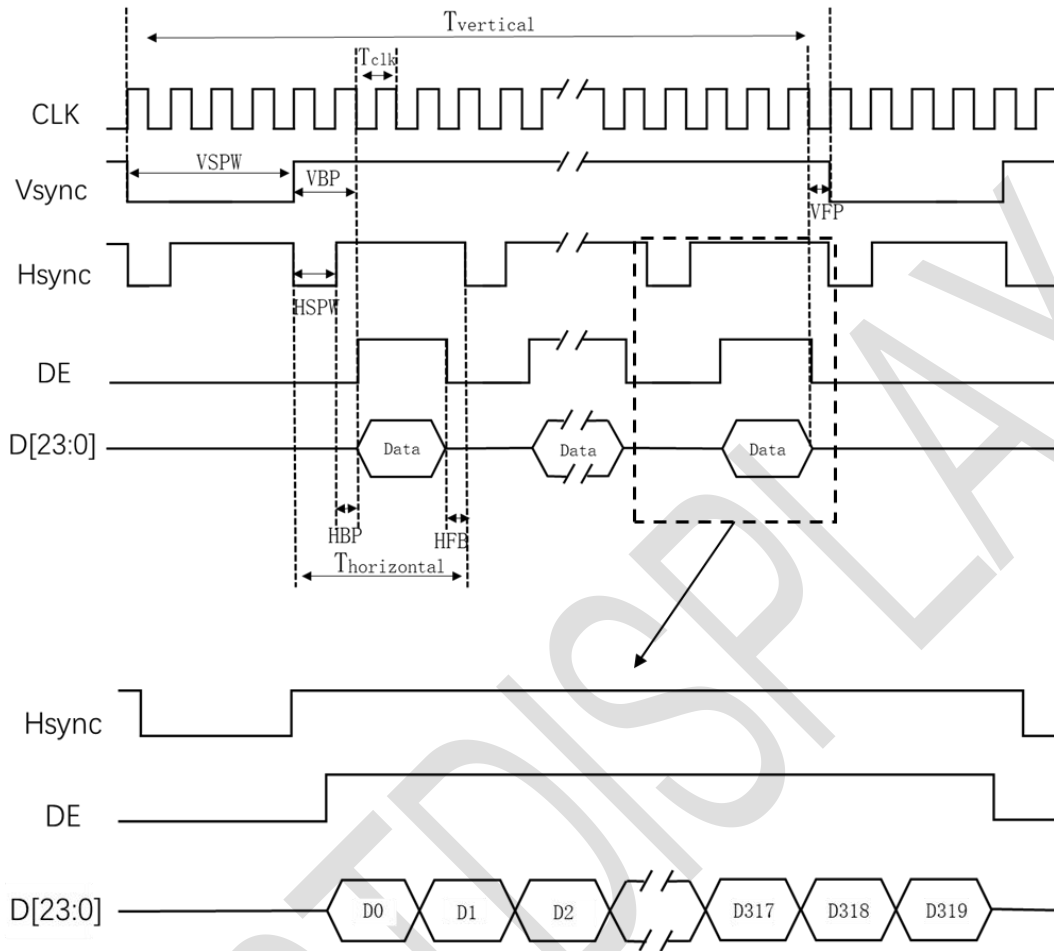 Tvertical
Tclk
CLK
VSPW
VBP
Vsync
VFP
Hsync
HSPW
DE
D[23:0]
Data
Data
Data
HBP
HFB
Thorizontal
Hsync
DE
D[23:0]
D0
D1
D2
D317
D318
D319
TDISPLAY